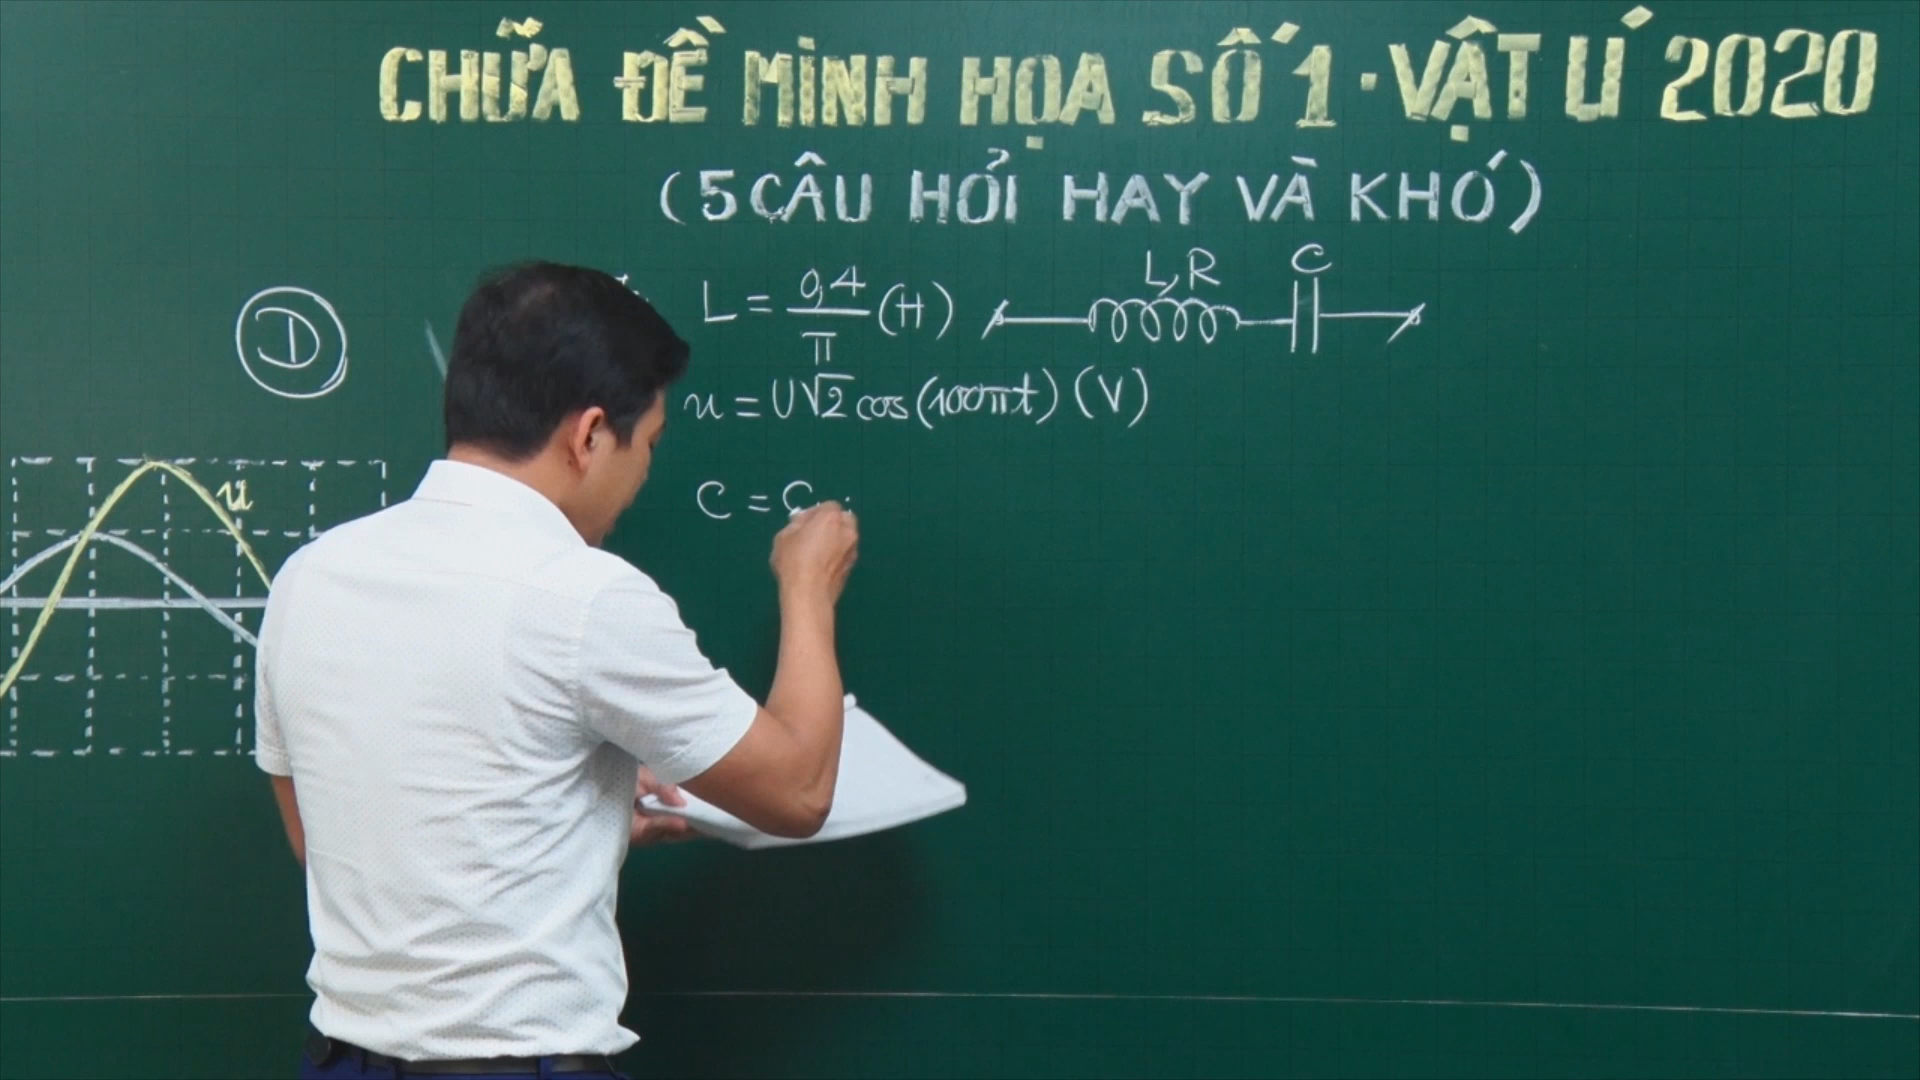 CHỮA ĐỀ MINH HỌA SỐ 1 · VẬT LÍ 2020
(5 CÂU HỎI HAY VÀ KHÓ)
D
L = 0,4/π (H)
L,R
C
u = U√2 cos(100πt) (V)
u
C = C